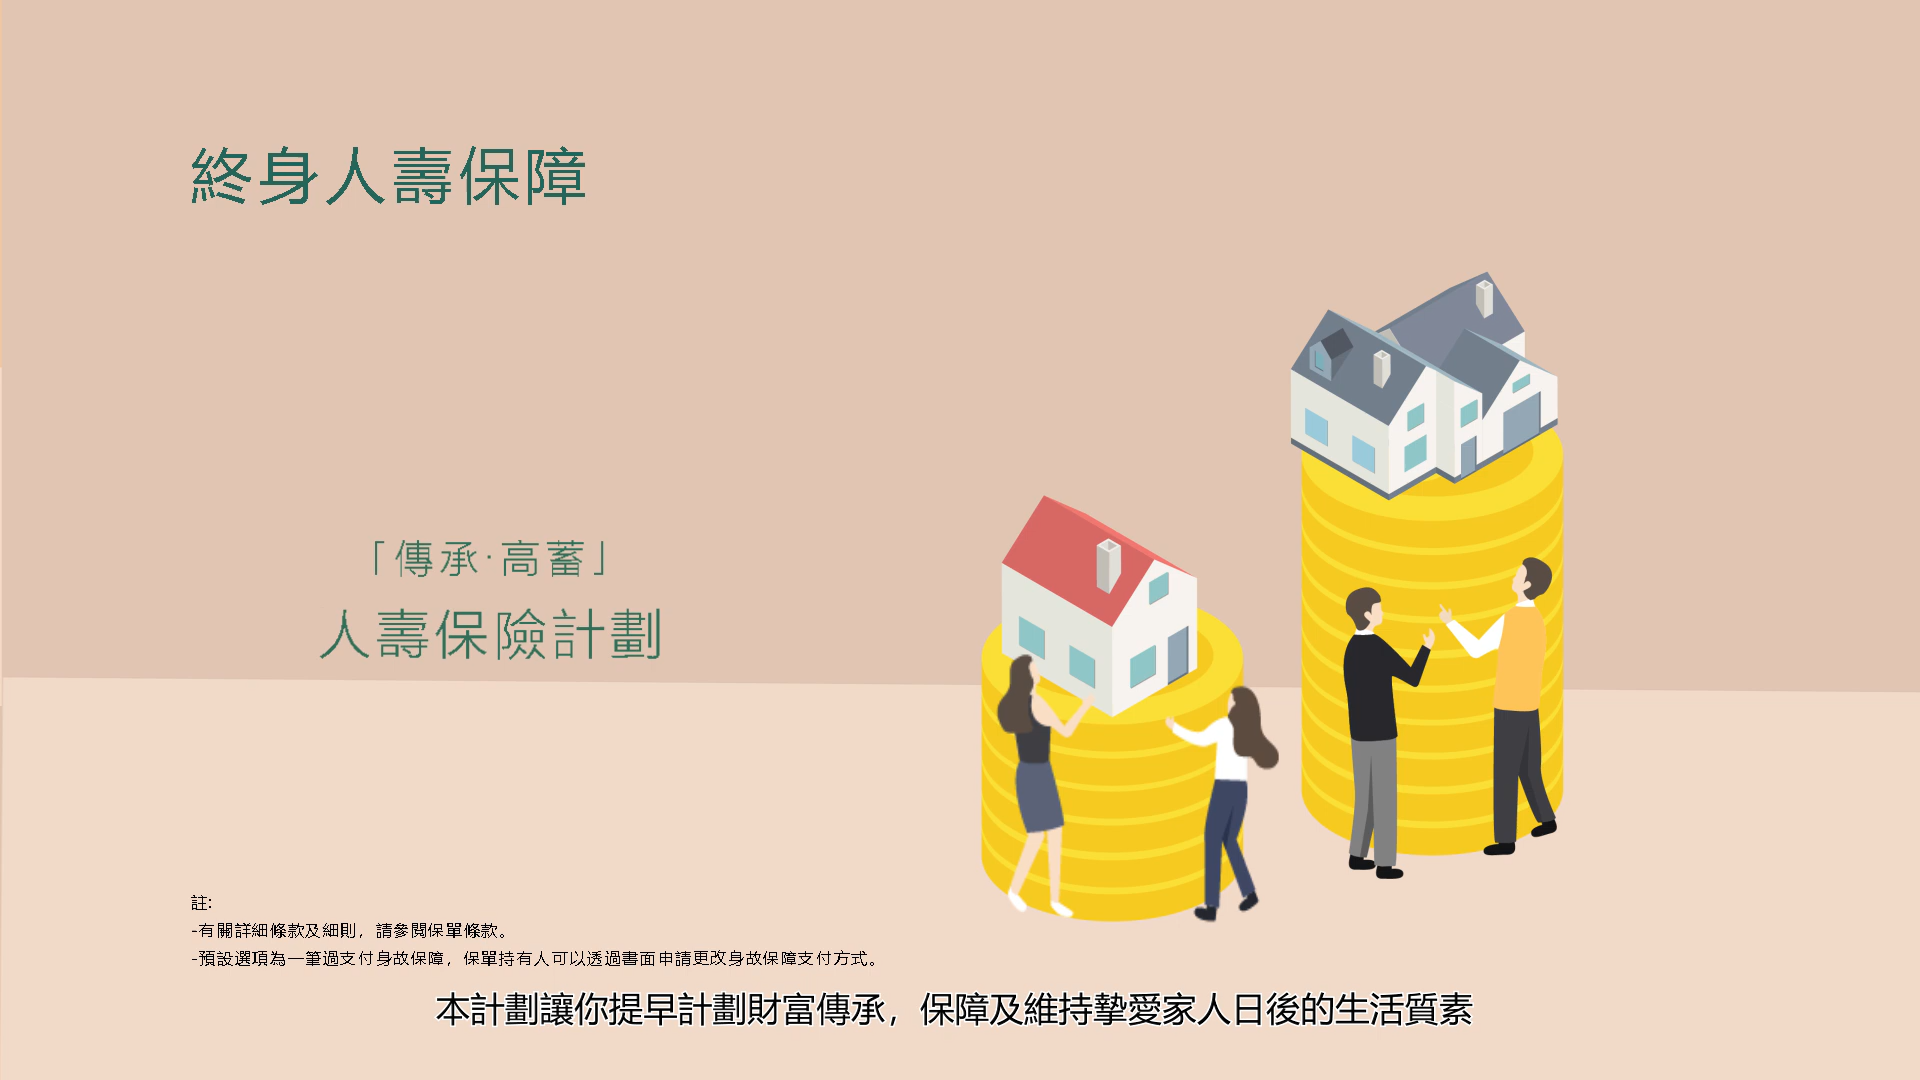 終身人壽保障
「傳承·高蓄」
人壽保險計劃
註:
-有關詳細條款及細則，請參閱保單條款。
-預設選項為一筆過支付身故保障，保單持有人可以透過書面申請更改身故保障支付方式。
本計劃讓你提早計劃財富傳承，保障及維持摯愛家人日後的生活質素